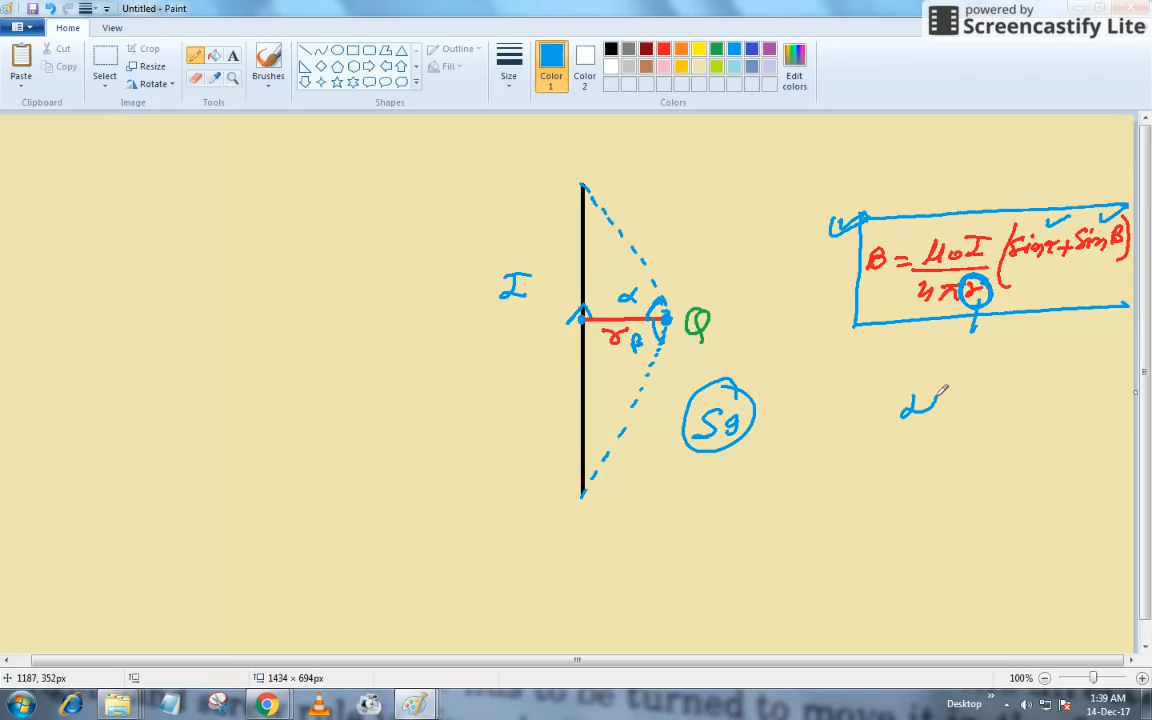 Untitled - Paint
powered by
Screencastify Lite
Home View
Paste
Cut
Copy
Clipboard
Select
Crop
Resize
Rotate
Image
A
Tools
Brushes
Outline
Fill
Shapes
Size
Color 1
Color 2
Edit colors
Colors
I
α
r
β
Q
B = μ0I / 4πr (sin α + sin β)
α
1187, 352px
1434 × 694px
100%
Desktop
1:39 AM
14-Dec-17